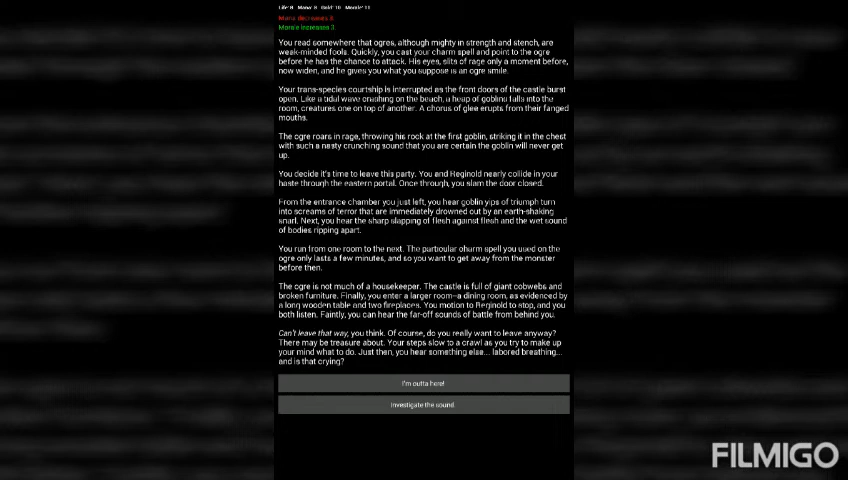 Life: 8 Mana: 8 Gold: 10 Morale: 11
Mana decreases 3.
Morale increases 3.
You read somewhere that ogres, although mighty in strength and stench, are
weak-minded fools. Quickly, you cast your charm spell and point to the ogre
before he has the chance to attack. His eyes, slits of rage only a moment before,
now widen, and he gives you what you suppose is an ogre smile.
Your trans-species courtship is interrupted as the front doors of the castle burst
open. Like a tidal wave crashing on the beach, a heap of goblins falls into the
room, creatures one on top of another. A chorus of glee erupts from their fanged
mouths.
The ogre roars in rage, throwing his rock at the first goblin, striking it in the chest
with such a nasty crunching sound that you are certain the goblin will never get
up.
You decide it's time to leave this party. You and Reginold nearly collide in your
haste through the eastern portal. Once through, you slam the door closed.
From the entrance chamber you just left, you hear goblin yips of triumph turn
into screams of terror that are immediately drowned out by an earth-shaking
snarl. Next, you hear the sharp slapping of flesh against flesh and the wet sound
of bodies ripping apart.
You run from one room to the next. The particular charm spell you used on the
ogre only lasts a few minutes, and so you want to get away from the monster
before then.
The ogre is not much of a housekeeper. The castle is full of giant cobwebs and
broken furniture. Finally, you enter a larger room–a dining room, as evidenced by
a long wooden table and two fireplaces. You motion to Reginold to stop, and you
both listen. Faintly, you can hear the far-off sounds of battle from behind you.
Can't leave that way, you think. Of course, do you really want to leave anyway?
There may be treasure about. Your steps slow to a crawl as you try to make up
your mind what to do. Just then, you hear something else... labored breathing...
and is that crying?
I'm outta here!
Investigate the sound.
FILMIGO